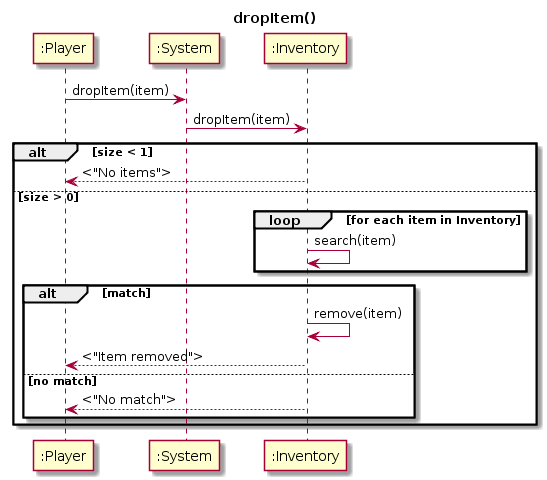 dropItem()
:Player :System :Inventory
dropItem(item)
dropItem(item)
alt [size < 1]
<"No items">
[size > 0]
loop [for each item in Inventory]
search(item)
alt [match]
remove(item)
<"Item removed">
[no match]
<"No match">
:Player :System :Inventory